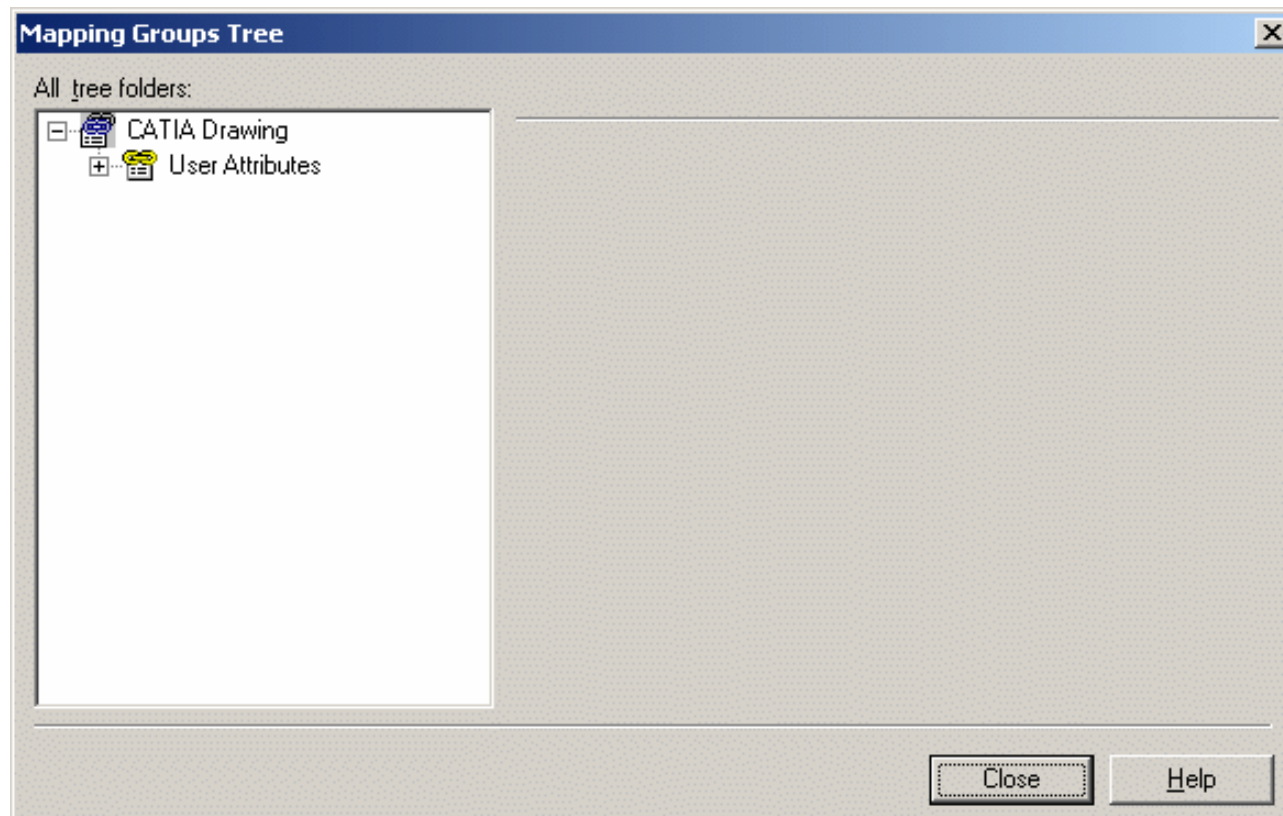 Mapping Groups Tree
All tree folders:
CATIA Drawing
User Attributes
Close Help